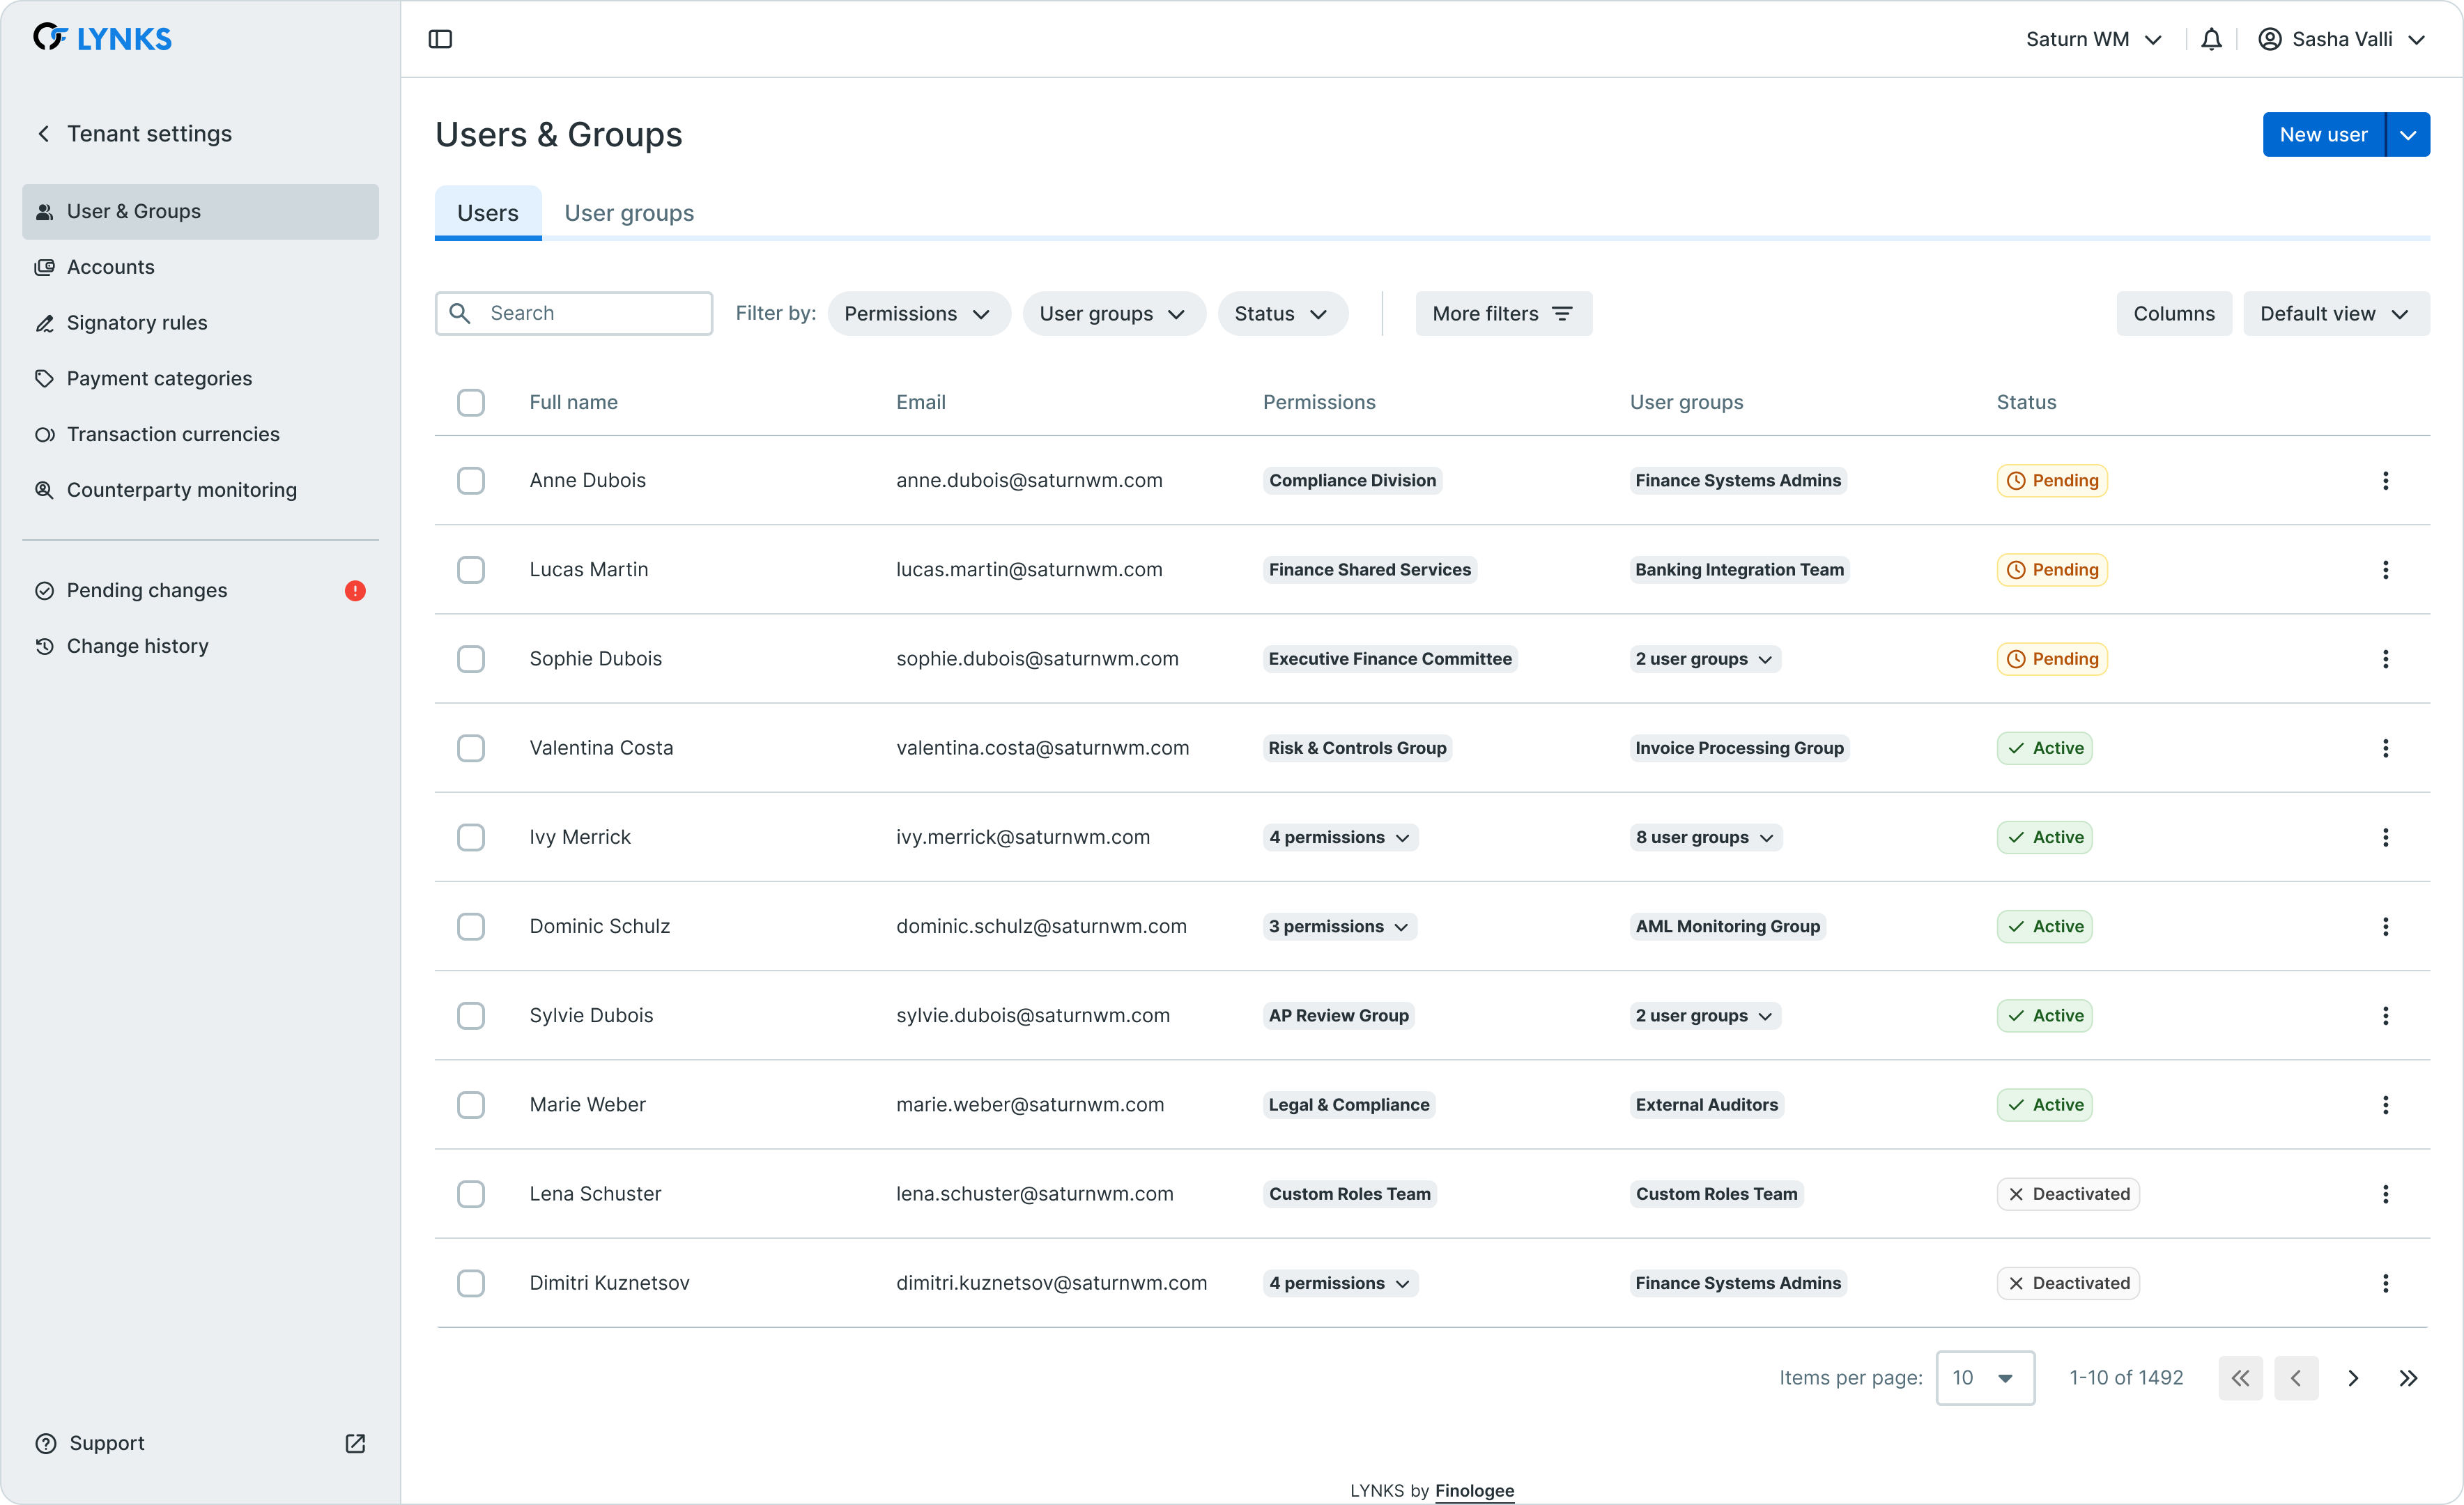 LYNKS
Saturn WM
Sasha Valli
Tenant settings
User & Groups
Accounts
Signatory rules
Payment categories
Transaction currencies
Counterparty monitoring
Pending changes
Change history
Support
Users & Groups
New user
Users User groups
Search Filter by: Permissions User groups Status More filters Columns Default view
Full name Email Permissions User groups Status
Anne Dubois anne.dubois@saturnwm.com Compliance Division Finance Systems Admins Pending
Lucas Martin lucas.martin@saturnwm.com Finance Shared Services Banking Integration Team Pending
Sophie Dubois sophie.dubois@saturnwm.com Executive Finance Committee 2 user groups Pending
Valentina Costa valentina.costa@saturnwm.com Risk & Controls Group Invoice Processing Group Active
Ivy Merrick ivy.merrick@saturnwm.com 4 permissions 8 user groups Active
Dominic Schulz dominic.schulz@saturnwm.com 3 permissions AML Monitoring Group Active
Sylvie Dubois sylvie.dubois@saturnwm.com AP Review Group 2 user groups Active
Marie Weber marie.weber@saturnwm.com Legal & Compliance External Auditors Active
Lena Schuster lena.schuster@saturnwm.com Custom Roles Team Custom Roles Team Deactivated
Dimitri Kuznetsov dimitri.kuznetsov@saturnwm.com 4 permissions Finance Systems Admins Deactivated
Items per page: 10 1-10 of 1492
LYNKS by Finologee